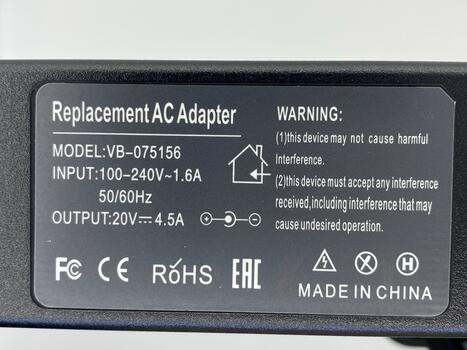 Replacement AC Adapter
MODEL:VB-075156
INPUT:100-240V~1.6A
50/60Hz
OUTPUT:20V⎓4.5A
FC CE RoHS EAC
WARNING:
(1)this device may not cause harmful
Interference.
(2)this device must accept any interference
received,including interference that may
cause undesired operation.
H
MADE IN CHINA